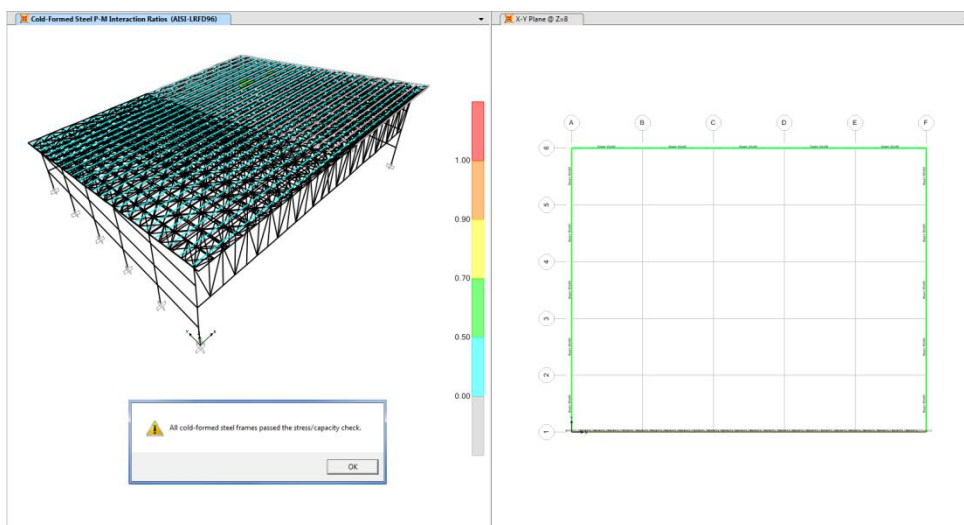 Cold-Formed Steel P-M Interaction Ratios (AISI-LRFD96)
1.00
0.90
0.70
0.50
0.00
All cold-formed steel frames passed the stress/capacity check.
OK
X-Y Plane @ Z=8
A
B
C
D
E
F
6
5
4
3
2
1